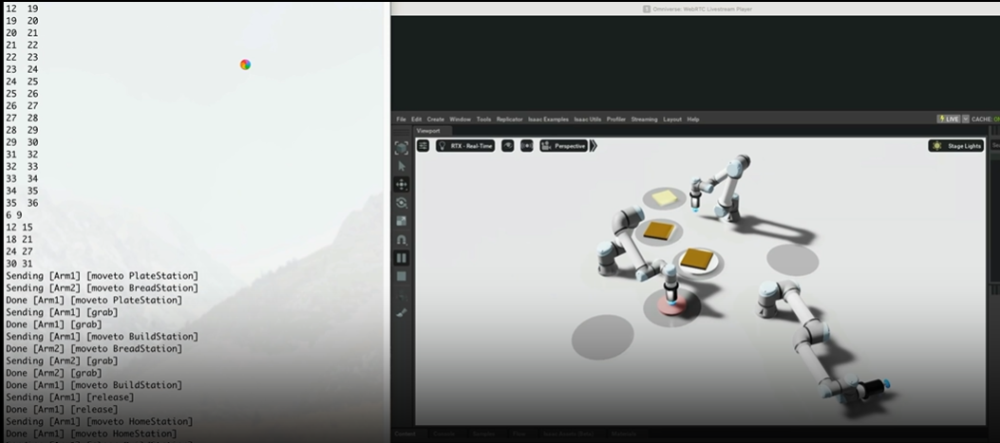 12 19
19 20
20 21
21 22
22 23
23 24
24 25
25 26
26 27
27 28
28 29
29 30
31 32
32 33
33 34
34 35
35 36
6 9
12 15
18 21
24 27
30 31
Sending [Arm1] [moveto PlateStation]
Sending [Arm2] [moveto BreadStation]
Done [Arm1] [moveto PlateStation]
Sending [Arm1] [grab]
Done [Arm1] [grab]
Sending [Arm1] [moveto BuildStation]
Done [Arm2] [moveto BreadStation]
Sending [Arm2] [grab]
Done [Arm2] [grab]
Done [Arm1] [moveto BuildStation]
Sending [Arm1] [release]
Done [Arm1] [release]
Sending [Arm1] [moveto HomeStation]
Done [Arm1] [moveto HomeStation]
Omniverse: WebRTC Livestream Player
File Edit Create Window Tools Replicator Isaac Examples Isaac Utils Profiler Streaming Layout Help
LIVE CACHE:
Viewport
RTX - Real-Time Perspective Stage Lights
Content